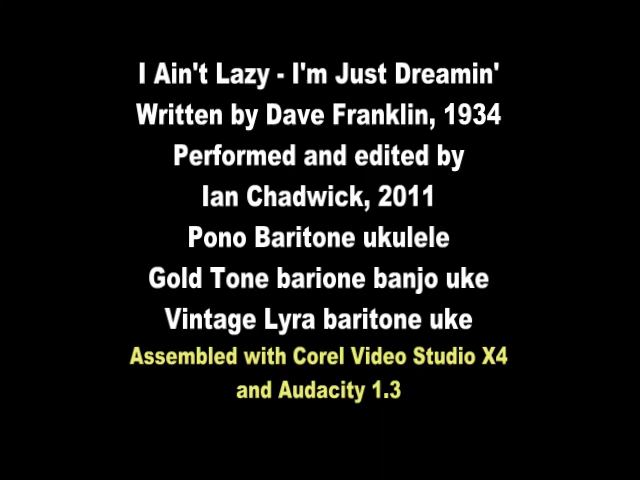 I Ain't Lazy - I'm Just Dreamin'
Written by Dave Franklin, 1934
Performed and edited by
Ian Chadwick, 2011
Pono Baritone ukulele
Gold Tone barione banjo uke
Vintage Lyra baritone uke
Assembled with Corel Video Studio X4
and Audacity 1.3